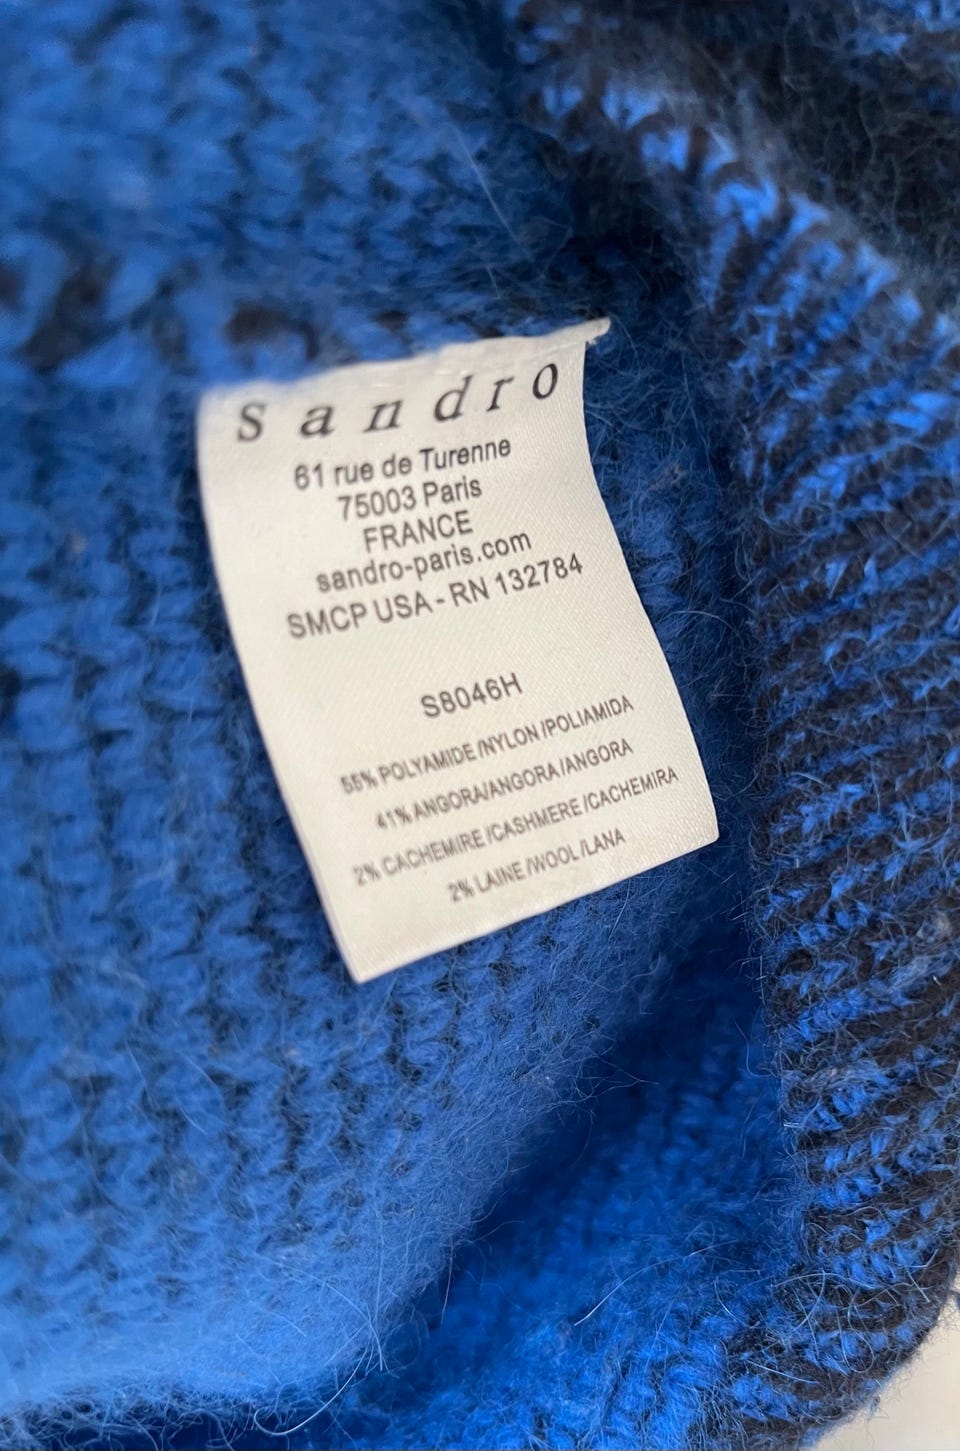 sandro
61 rue de Turenne
75003 Paris
FRANCE
sandro-paris.com
SMCP USA - RN 132784
S8046H
55% POLYAMIDE/NYLON/POLIAMIDA
41% ANGORA/ANGORA/ANGORA
2% CACHEMIRE/CASHMERE/CACHEMIRA
2% LAINE/WOOL/LANA